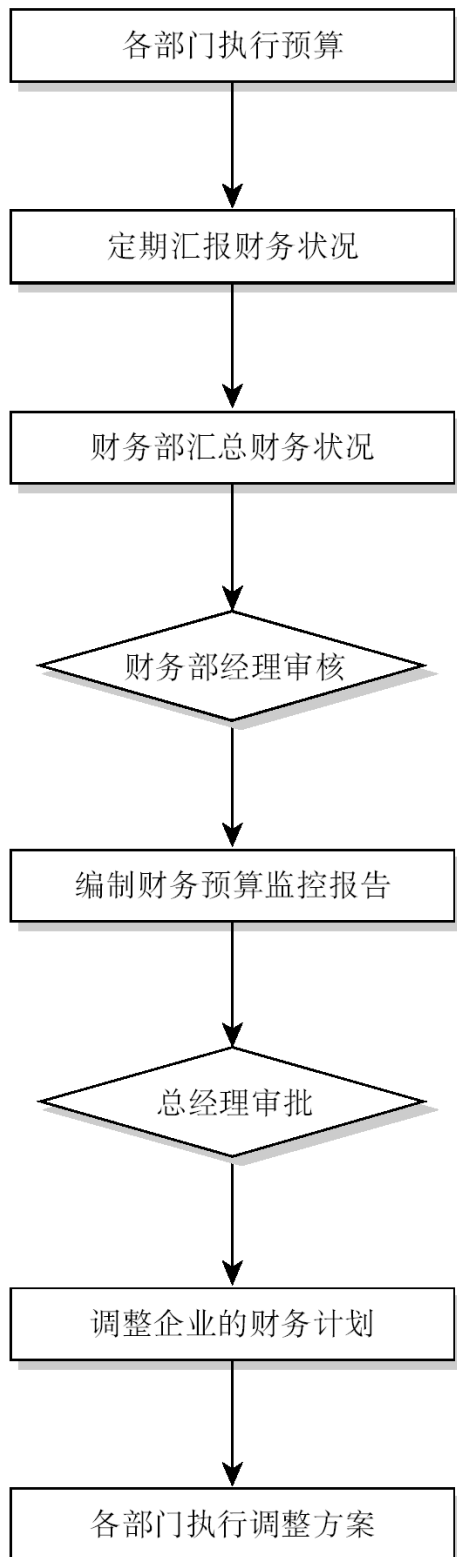 各部门执行预算
定期汇报财务状况
财务部汇总财务状况
财务部经理审核
编制财务预算监控报告
总经理审批
调整企业的财务计划
各部门执行调整方案